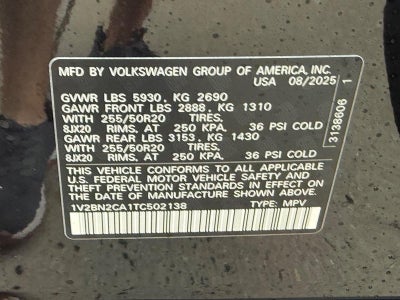 MFD BY VOLKSWAGEN GROUP OF AMERICA, INC.
USA 08/2025
GVWR LBS 5930, KG 2690
GAWR FRONT LBS 2888, KG 1310
WITH 255/50R20 TIRES.
8JX20 RIMS. AT 250 KPA. 36 PSI COLD
GAWR REAR LBS 3153, KG 1430
WITH 255/50R20 TIRES.
8JX20 RIMS, AT 250 KPA. 36 PSI COLD
THIS VEHICLE CONFORMS TO ALL APPLICABLE
U.S. FEDERAL MOTOR VEHICLE SAFETY AND
THEFT PREVENTION STANDARDS IN EFFECT ON
THE DATE OF MANUFACTURE SHOWN ABOVE.
1V2BN2CA1TC502138 TYPE: MPV
3138606 1